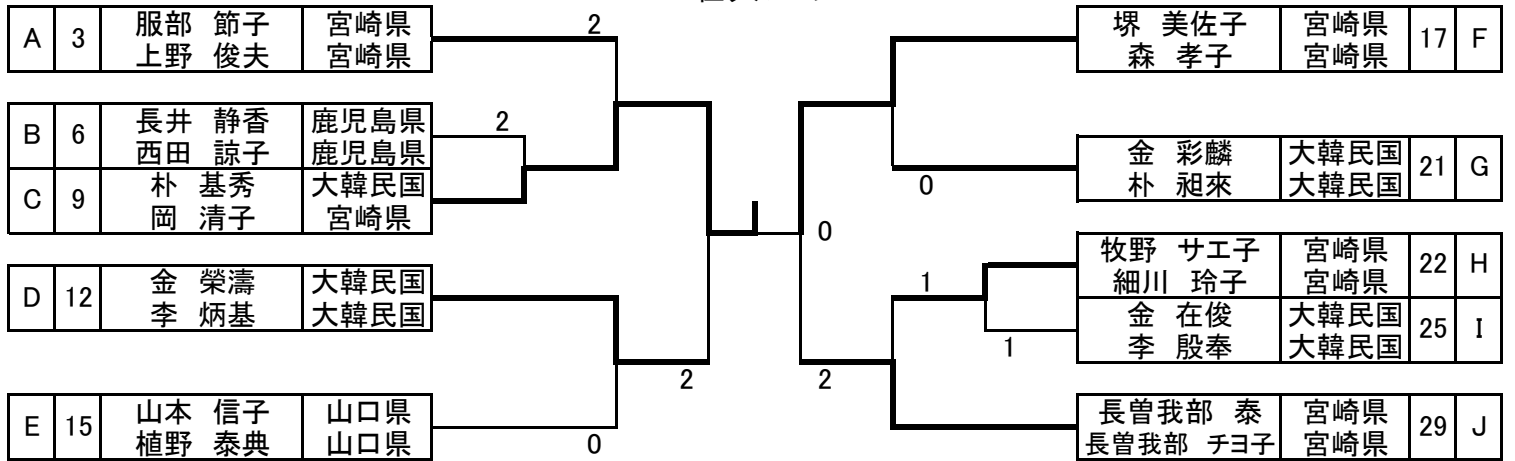 A 3 服部 節子 宮崎県
上野 俊夫 宮崎県
2
B 6 長井 静香 鹿児島県
西田 諒子 鹿児島県
2
C 9 朴 基秀 大韓民国
岡 清子 宮崎県
D 12 金 榮濤 大韓民国
李 炳基 大韓民国
2
E 15 山本 信子 山口県
植野 泰典 山口県
0
堺 美佐子 宮崎県 17 F
森 孝子 宮崎県
金 彩麟 大韓民国 21 G
朴 昶來 大韓民国
0
0
牧野 サエ子 宮崎県 22 H
細川 玲子 宮崎県
1
金 在俊 大韓民国 25 I
李 殷奉 大韓民国
1
2
長曽我部 泰 宮崎県 29 J
長曽我部 チヨ子 宮崎県